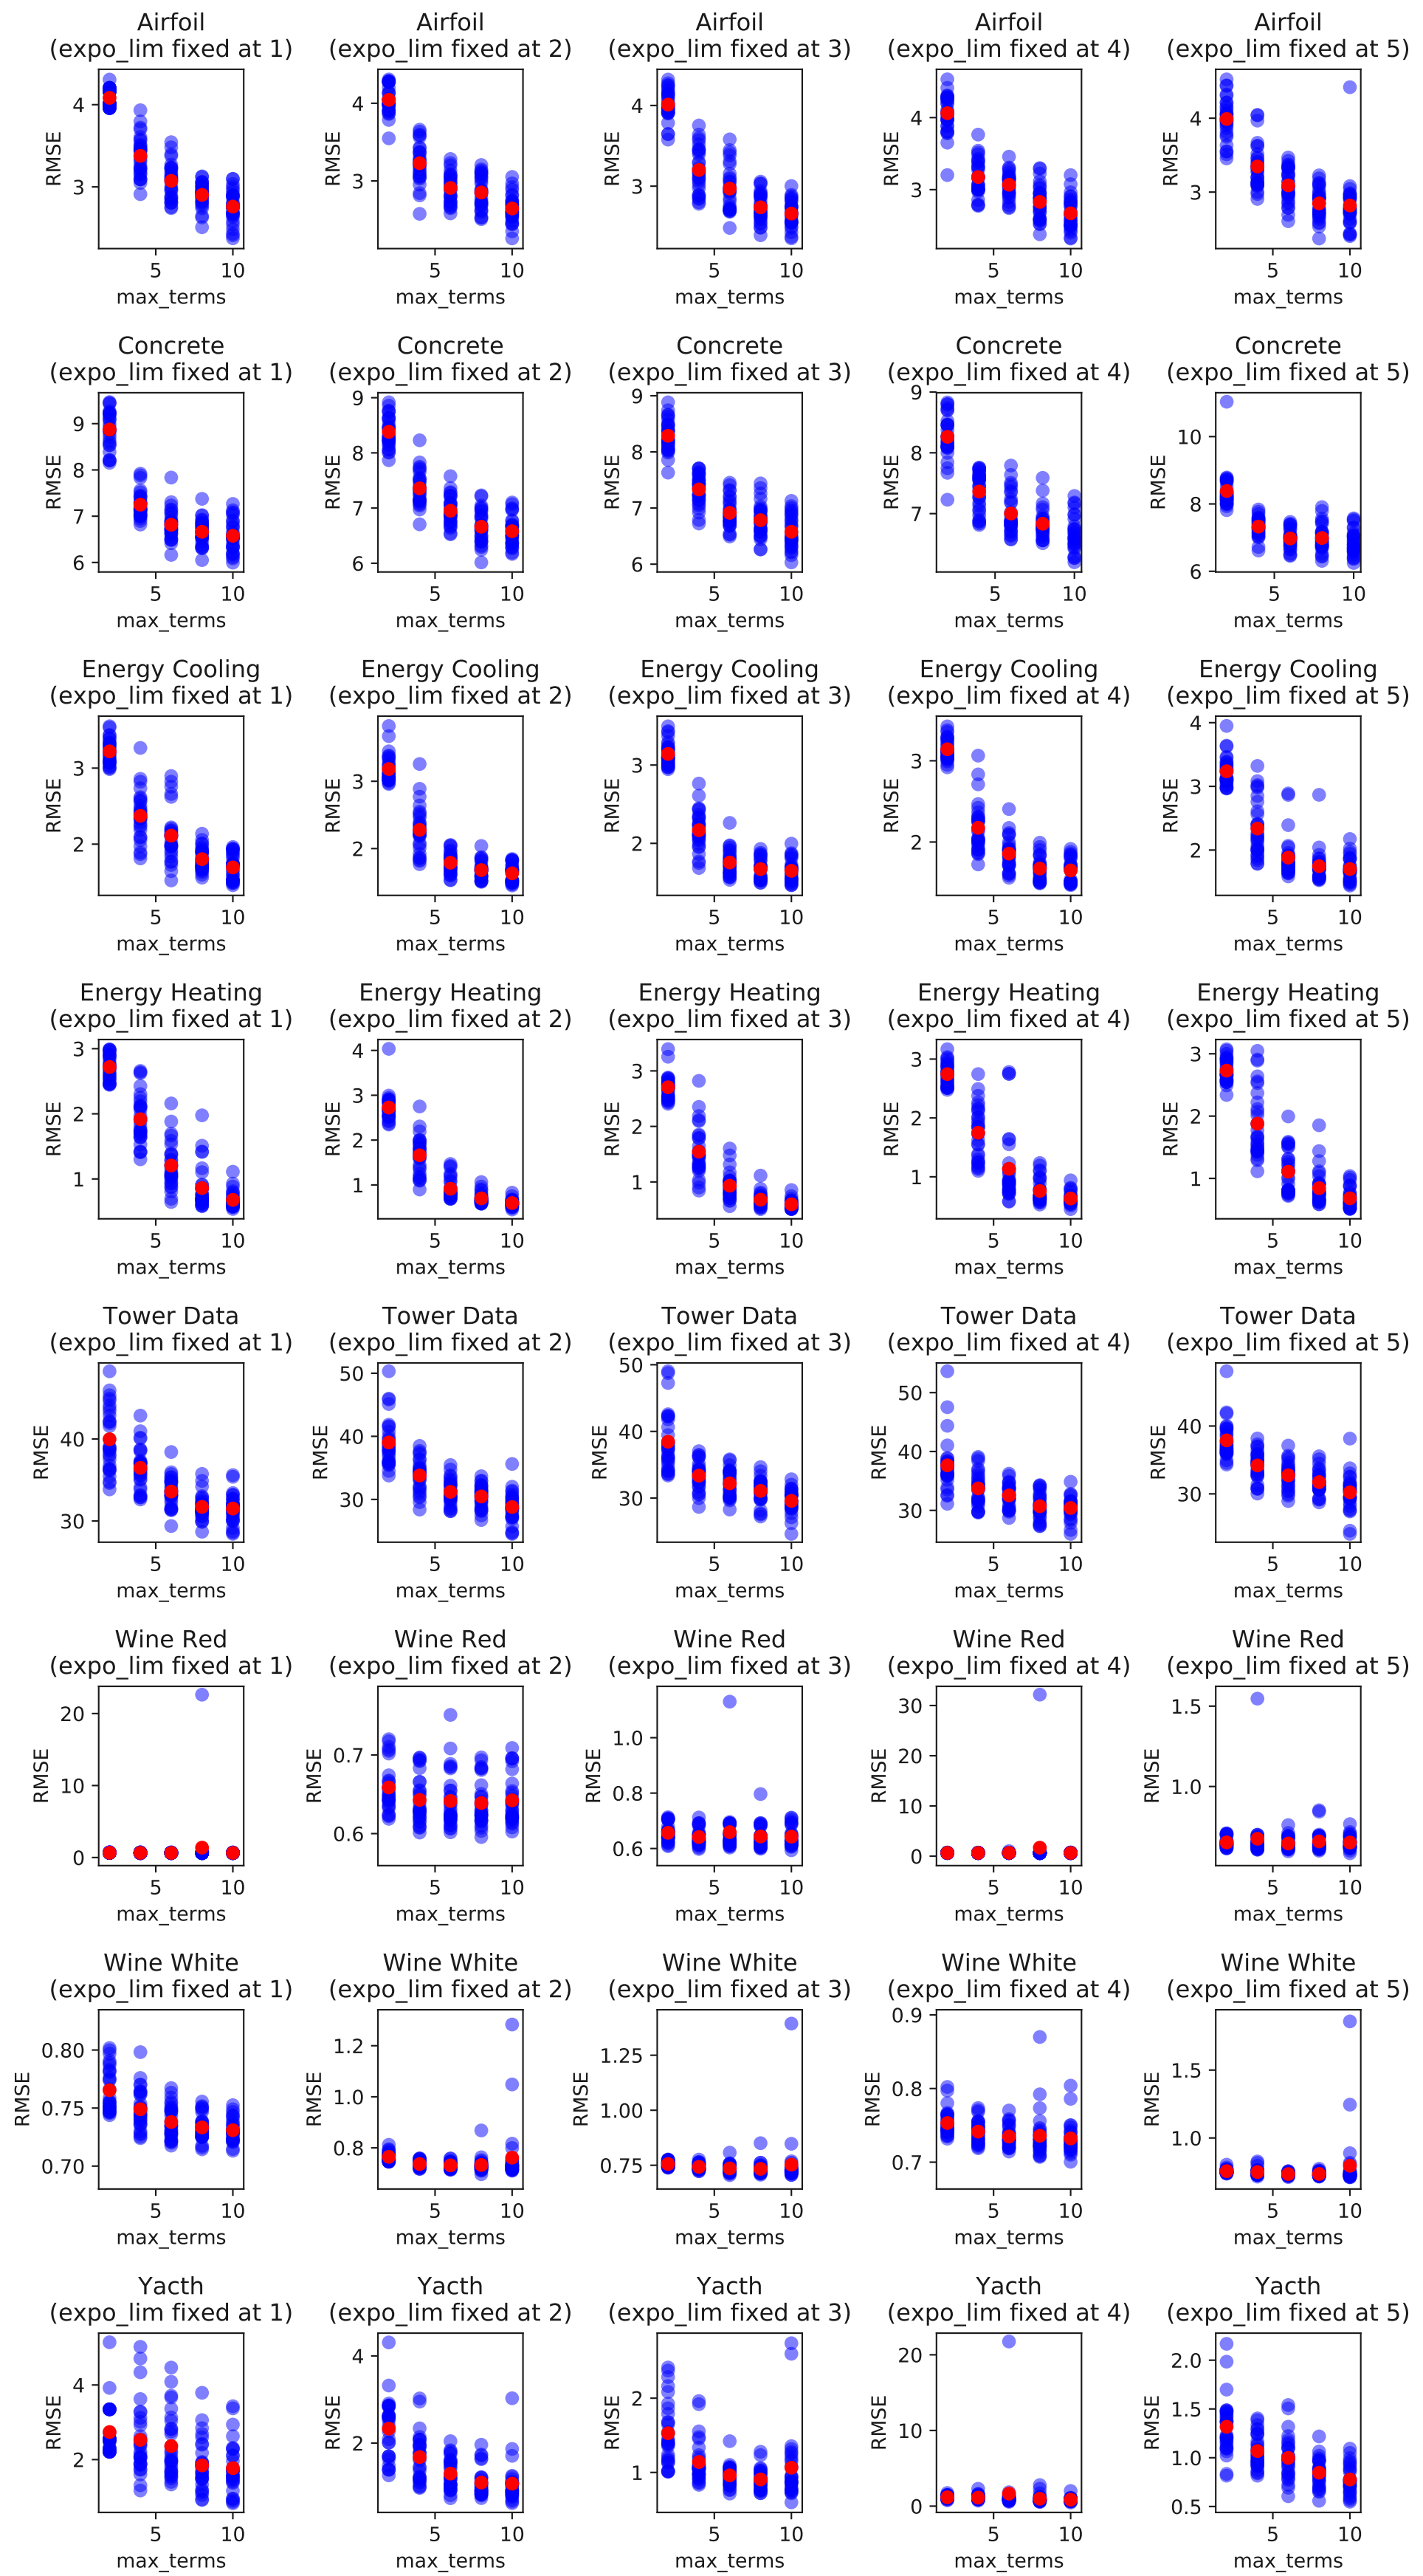 Airfoil
(expo_lim fixed at 1)
RMSE
4
3
5 10
max_terms
Airfoil
(expo_lim fixed at 2)
RMSE
4
3
5 10
max_terms
Airfoil
(expo_lim fixed at 3)
RMSE
4
3
5 10
max_terms
Airfoil
(expo_lim fixed at 4)
RMSE
4
3
5 10
max_terms
Airfoil
(expo_lim fixed at 5)
RMSE
4
3
5 10
max_terms
Concrete
(expo_lim fixed at 1)
RMSE
9
8
7
6
5 10
max_terms
Concrete
(expo_lim fixed at 2)
RMSE
9
8
7
6
5 10
max_terms
Concrete
(expo_lim fixed at 3)
RMSE
9
8
7
6
5 10
max_terms
Concrete
(expo_lim fixed at 4)
RMSE
9
8
7
5 10
max_terms
Concrete
(expo_lim fixed at 5)
RMSE
10
8
6
5 10
max_terms
Energy Cooling
(expo_lim fixed at 1)
RMSE
3
2
5 10
max_terms
Energy Cooling
(expo_lim fixed at 2)
RMSE
3
2
5 10
max_terms
Energy Cooling
(expo_lim fixed at 3)
RMSE
3
2
5 10
max_terms
Energy Cooling
(expo_lim fixed at 4)
RMSE
3
2
5 10
max_terms
Energy Cooling
(expo_lim fixed at 5)
RMSE
4
3
2
5 10
max_terms
Energy Heating
(expo_lim fixed at 1)
RMSE
3
2
1
5 10
max_terms
Energy Heating
(expo_lim fixed at 2)
RMSE
4
3
2
1
5 10
max_terms
Energy Heating
(expo_lim fixed at 3)
RMSE
3
2
1
5 10
max_terms
Energy Heating
(expo_lim fixed at 4)
RMSE
3
2
1
5 10
max_terms
Energy Heating
(expo_lim fixed at 5)
RMSE
3
2
1
5 10
max_terms
Tower Data
(expo_lim fixed at 1)
RMSE
40
30
5 10
max_terms
Tower Data
(expo_lim fixed at 2)
RMSE
50
40
30
5 10
max_terms
Tower Data
(expo_lim fixed at 3)
RMSE
50
40
30
5 10
max_terms
Tower Data
(expo_lim fixed at 4)
RMSE
50
40
30
5 10
max_terms
Tower Data
(expo_lim fixed at 5)
RMSE
40
30
5 10
max_terms
Wine Red
(expo_lim fixed at 1)
RMSE
20
10
0
5 10
max_terms
Wine Red
(expo_lim fixed at 2)
RMSE
0.7
0.6
5 10
max_terms
Wine Red
(expo_lim fixed at 3)
RMSE
1.0
0.8
0.6
5 10
max_terms
Wine Red
(expo_lim fixed at 4)
RMSE
30
20
10
0
5 10
max_terms
Wine Red
(expo_lim fixed at 5)
RMSE
1.5
1.0
5 10
max_terms
Wine White
(expo_lim fixed at 1)
RMSE
0.80
0.75
0.70
5 10
max_terms
Wine White
(expo_lim fixed at 2)
RMSE
1.2
1.0
0.8
5 10
max_terms
Wine White
(expo_lim fixed at 3)
RMSE
1.25
1.00
0.75
5 10
max_terms
Wine White
(expo_lim fixed at 4)
RMSE
0.9
0.8
0.7
5 10
max_terms
Wine White
(expo_lim fixed at 5)
RMSE
1.5
1.0
5 10
max_terms
Yacth
(expo_lim fixed at 1)
RMSE
4
2
5 10
max_terms
Yacth
(expo_lim fixed at 2)
RMSE
4
2
5 10
max_terms
Yacth
(expo_lim fixed at 3)
RMSE
2
1
5 10
max_terms
Yacth
(expo_lim fixed at 4)
RMSE
20
10
0
5 10
max_terms
Yacth
(expo_lim fixed at 5)
RMSE
2.0
1.5
1.0
0.5
5 10
max_terms